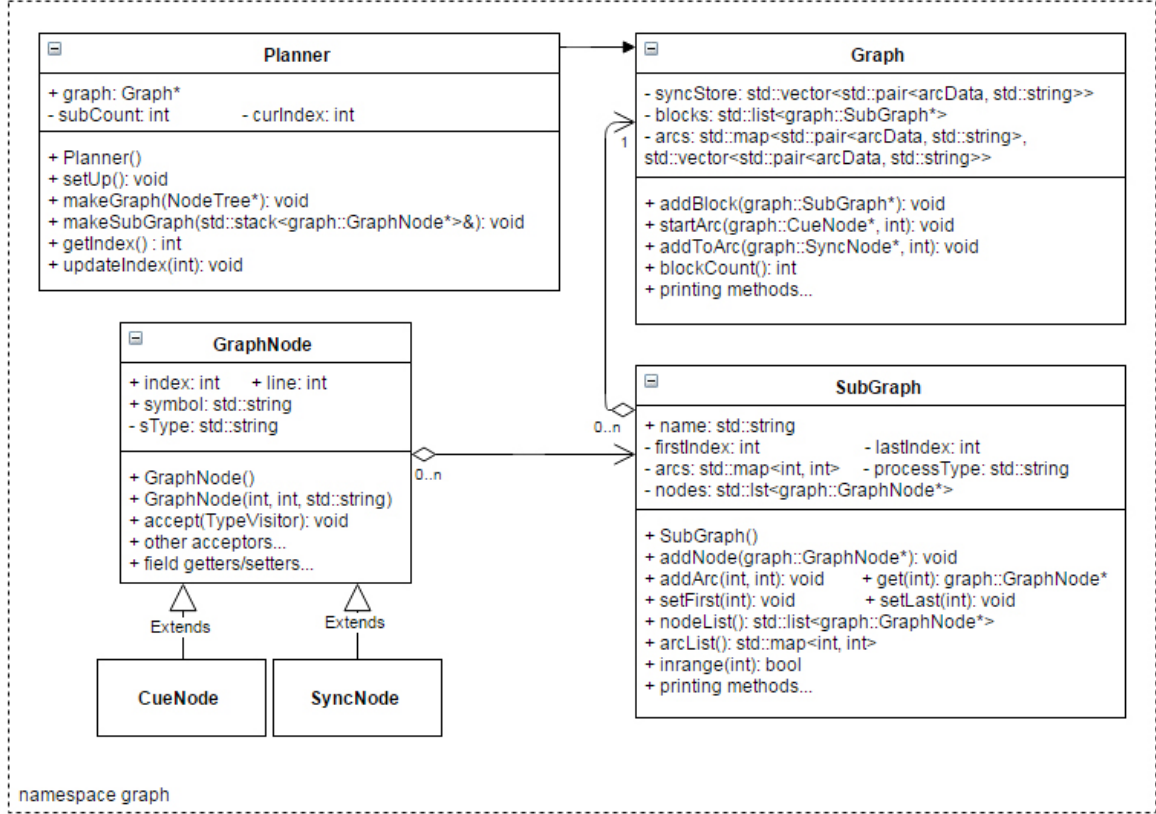 Planner
+ graph: Graph*
- subCount: int - curIndex: int
+ Planner()
+ setUp(): void
+ makeGraph(NodeTree*): void
+ makeSubGraph(std::stack<graph::GraphNode*>&): void
+ getIndex() : int
+ updateIndex(int): void
Graph
- syncStore: std::vector<std::pair<arcData, std::string>>
- blocks: std::list<graph::SubGraph*>
- arcs: std::map<std::pair<arcData, std::string>,
std::vector<std::pair<arcData, std::string>>
+ addBlock(graph::SubGraph*): void
+ startArc(graph::CueNode*, int): void
+ addToArc(graph::SyncNode*, int): void
+ blockCount(): int
+ printing methods...
1
0..n
GraphNode
+ index: int + line: int
+ symbol: std::string
- sType: std::string
+ GraphNode()
+ GraphNode(int, int, std::string)
+ accept(TypeVisitor): void
+ other acceptors...
+ field getters/setters...
0..n
SubGraph
+ name: std::string
- firstIndex: int - lastIndex: int
- arcs: std::map<int, int> - processType: std::string
- nodes: std::lst<graph::GraphNode*>
+ SubGraph()
+ addNode(graph::GraphNode*): void
+ addArc(int, int): void + get(int): graph::GraphNode*
+ setFirst(int): void + setLast(int): void
+ nodeList(): std::list<graph::GraphNode*>
+ arcList(): std::map<int, int>
+ inrange(int): bool
+ printing methods...
Extends
Extends
CueNode
SyncNode
namespace graph